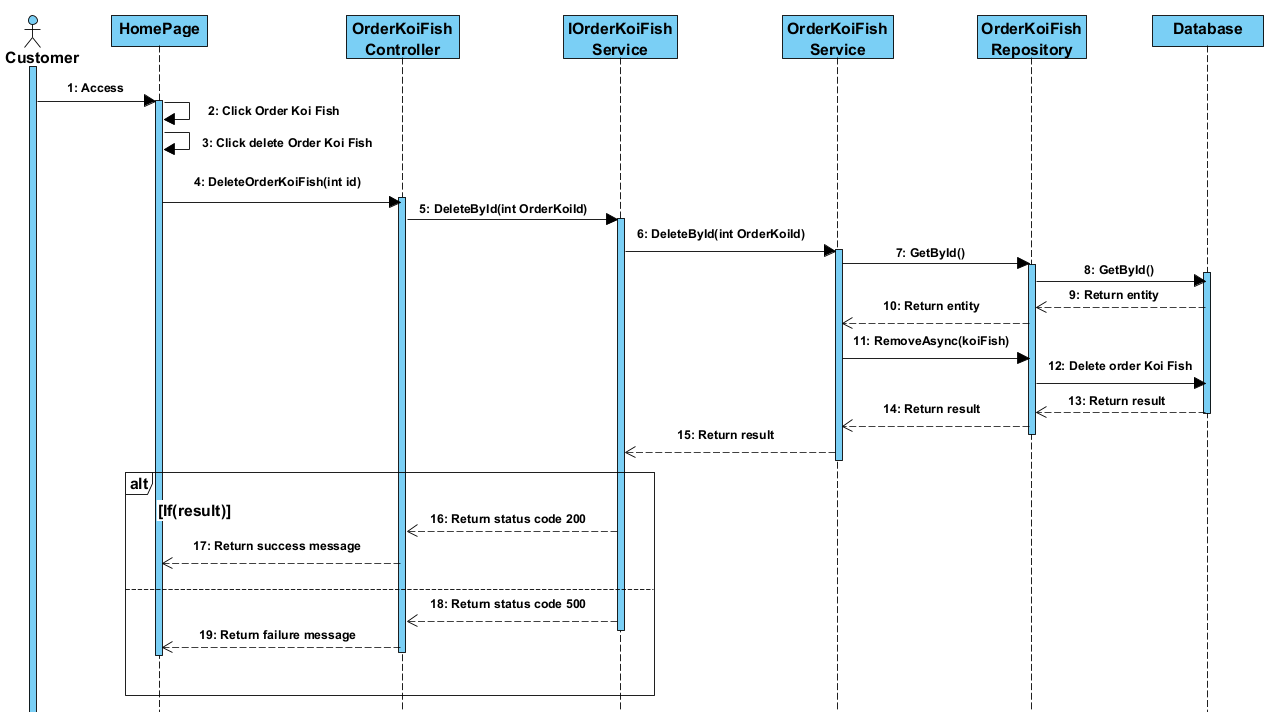 Customer
HomePage
OrderKoiFish
Controller
IOrderKoiFish
Service
OrderKoiFish
Service
OrderKoiFish
Repository
Database
1: Access
2: Click Order Koi Fish
3: Click delete Order Koi Fish
4: DeleteOrderKoiFish(int id)
5: DeleteById(int OrderKoiId)
6: DeleteById(int OrderKoiId)
7: GetById()
8: GetById()
9: Return entity
10: Return entity
11: RemoveAsync(koiFish)
12: Delete order Koi Fish
13: Return result
14: Return result
15: Return result
alt
[If(result)]
16: Return status code 200
17: Return success message
18: Return status code 500
19: Return failure message